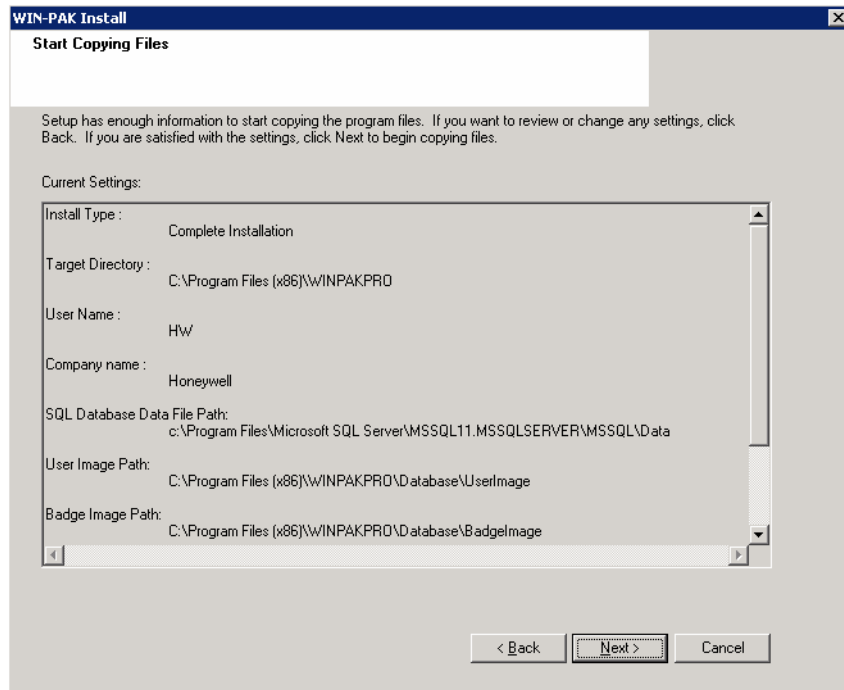 WIN-PAK Install
Start Copying Files
Setup has enough information to start copying the program files. If you want to review or change any settings, click
Back. If you are satisfied with the settings, click Next to begin copying files.
Current Settings:
Install Type :
Complete Installation
Target Directory :
C:\Program Files (x86)\WINPAKPRO
User Name :
HW
Company name :
Honeywell
SQL Database Data File Path:
c:\Program Files\Microsoft SQL Server\MSSQL11.MSSQLSERVER\MSSQL\Data
User Image Path:
C:\Program Files (x86)\WINPAKPRO\Database\UserImage
Badge Image Path:
C:\Program Files (x86)\WINPAKPRO\Database\BadgeImage
< Back Next > Cancel